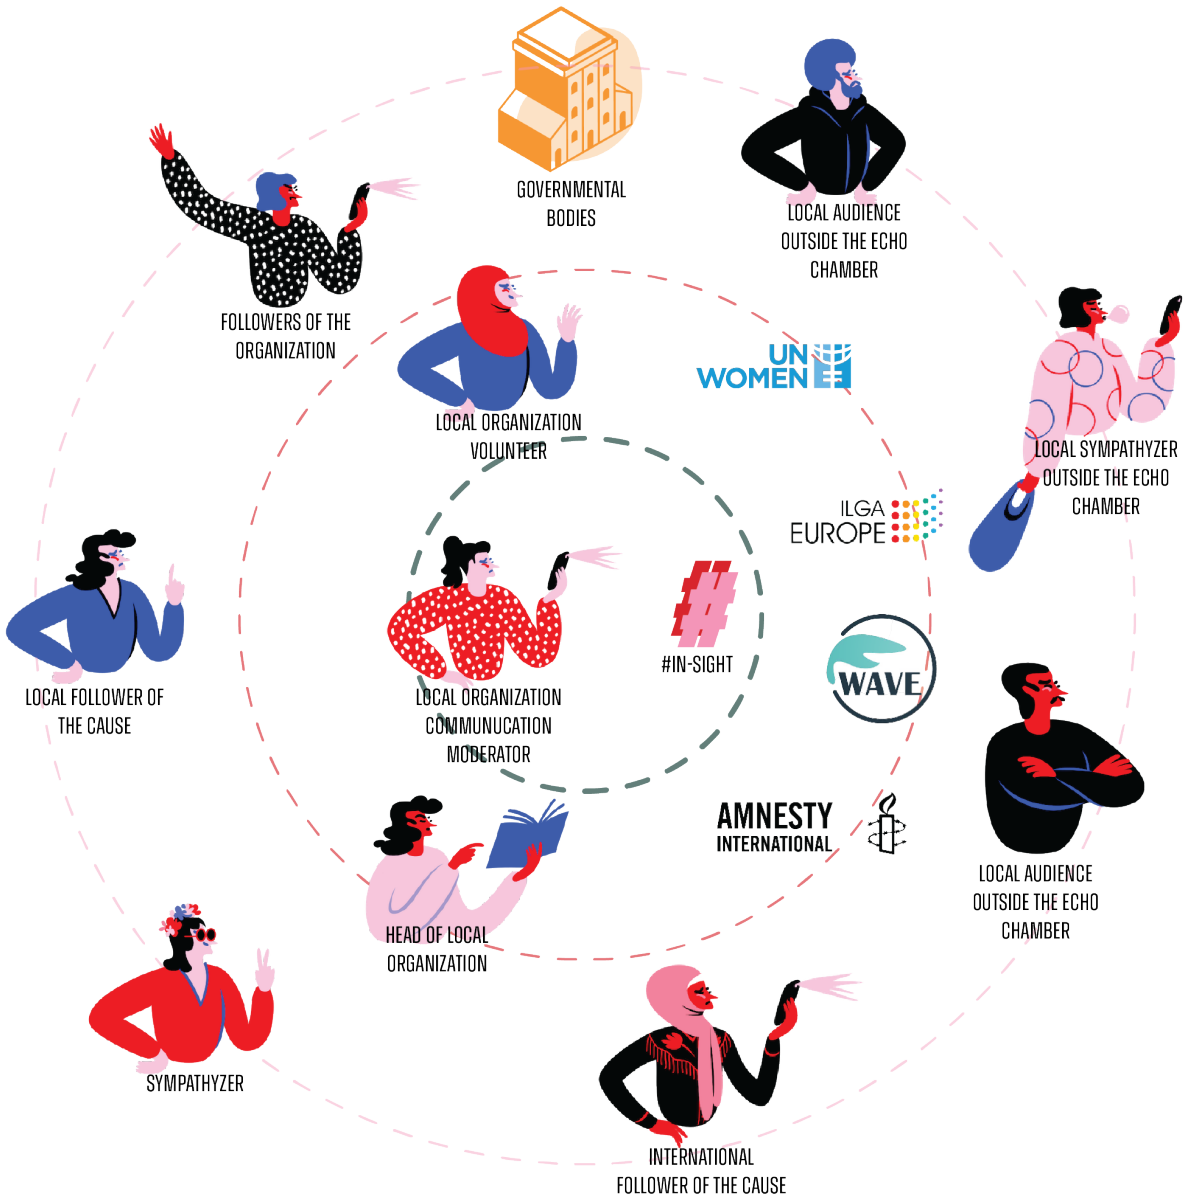 GOVERNMENTAL
BODIES
LOCAL AUDIENCE
OUTSIDE THE ECHO
CHAMBER
FOLLOWERS OF THE
ORGANIZATION
UN
WOMEN
LOCAL ORGANIZATION
VOLUNTEER
LOCAL SYMPATHYZER
OUTSIDE THE ECHO
CHAMBER
ILGA
EUROPE
#
#IN-SIGHT
WAVE
LOCAL FOLLOWER OF
THE CAUSE
LOCAL ORGANIZATION
COMMUNUCATION
MODERATOR
AMNESTY
INTERNATIONAL
LOCAL AUDIENCE
OUTSIDE THE ECHO
CHAMBER
HEAD OF LOCAL
ORGANIZATION
SYMPATHYZER
INTERNATIONAL
FOLLOWER OF THE CAUSE